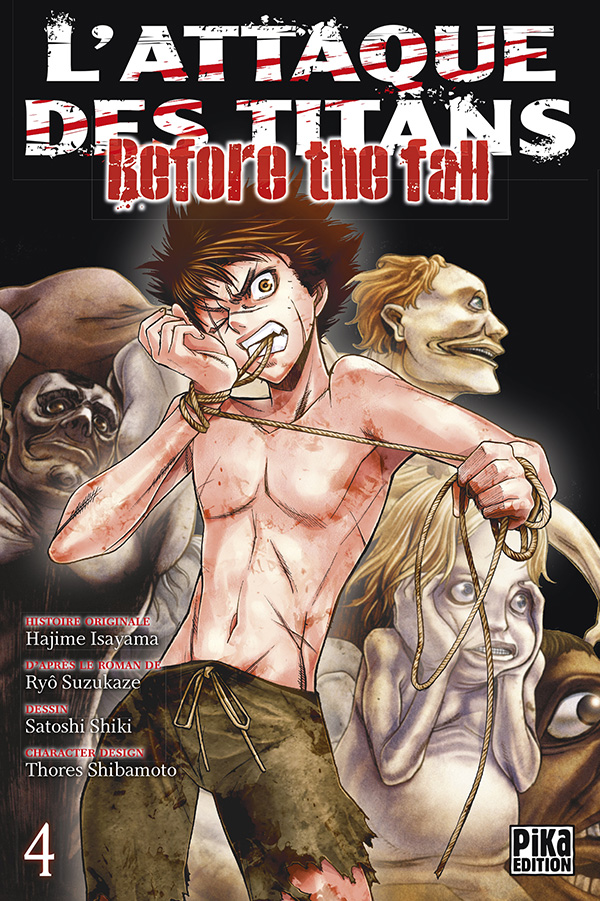 L'ATTAQUE
DES TITANS
Before the fall
HISTOIRE ORIGINALE
Hajime Isayama
D'APRÈS LE ROMAN DE
Ryô Suzukaze
DESSIN
Satoshi Shiki
CHARACTER DESIGN
Thores Shibamoto
4
PIKA
EDITION